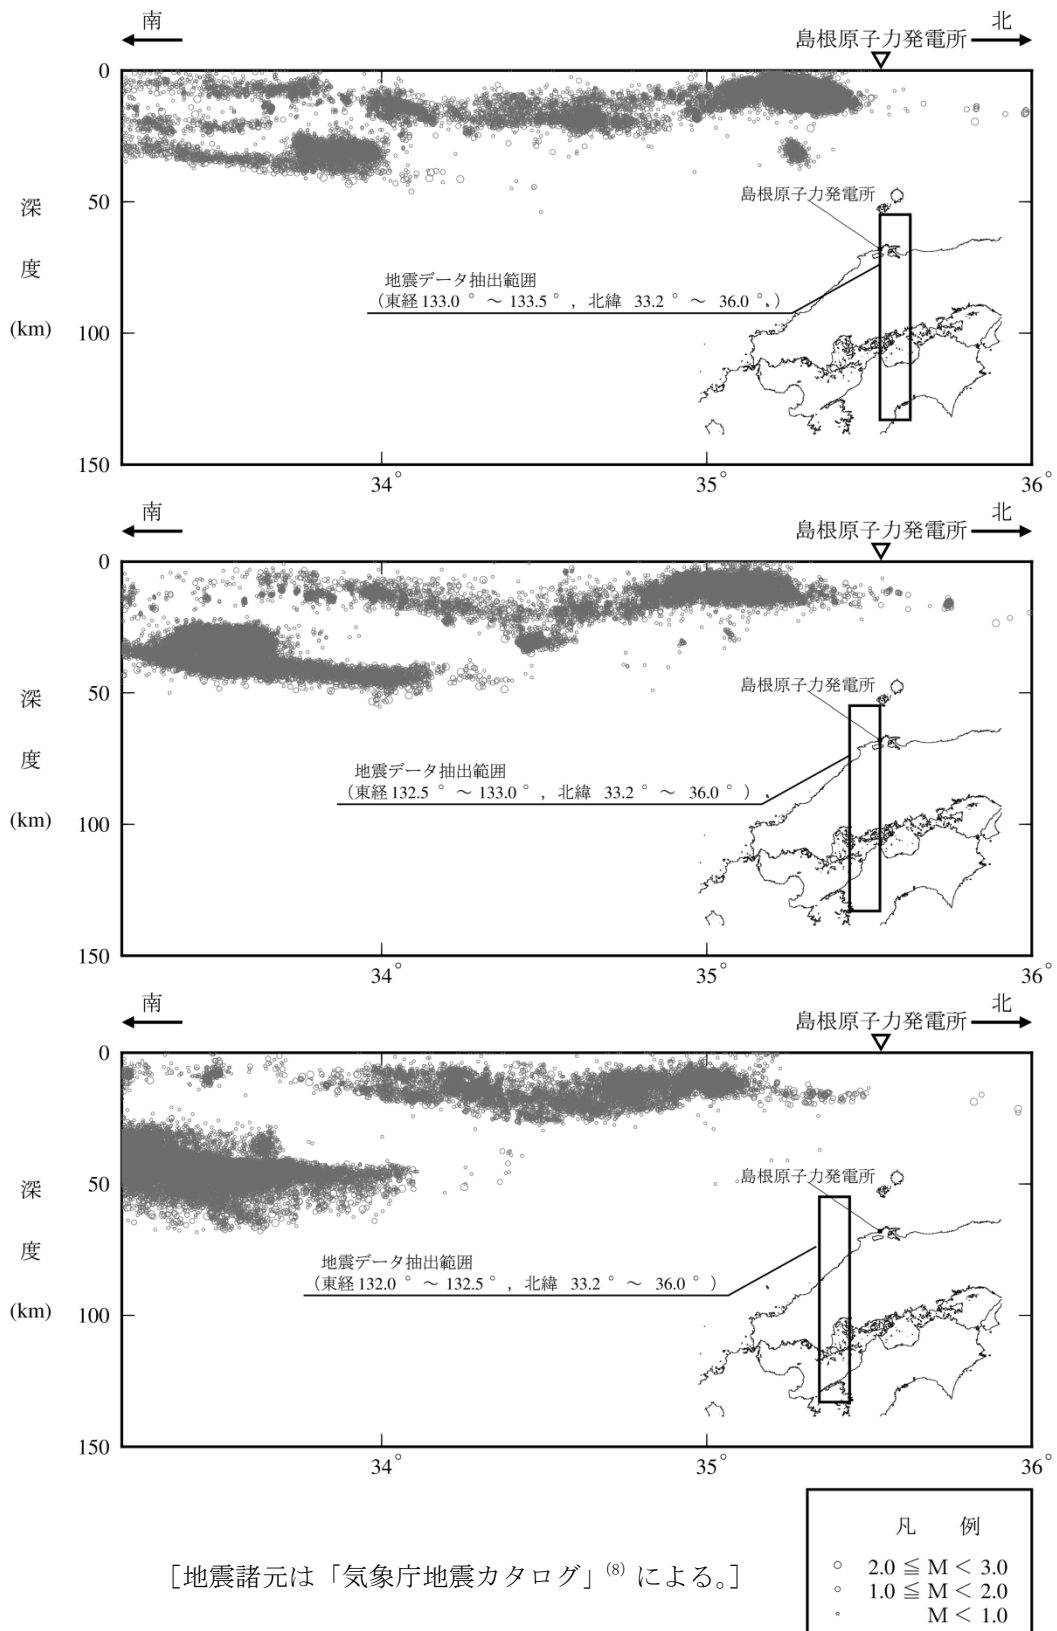 南
北
島根原子力発電所
0
50
100
150
深
度
(km)
島根原子力発電所
地震データ抽出範囲
（東経 133.0 ° ～ 133.5 ° ， 北緯 33.2 ° ～ 36.0 ° ）
34°
35°
36°
南
北
島根原子力発電所
0
50
100
150
深
度
(km)
島根原子力発電所
地震データ抽出範囲
（東経 132.5 ° ～ 133.0 ° ， 北緯 33.2 ° ～ 36.0 ° ）
34°
35°
36°
南
北
島根原子力発電所
0
50
100
150
深
度
(km)
島根原子力発電所
地震データ抽出範囲
（東経 132.0 ° ～ 132.5 ° ， 北緯 33.2 ° ～ 36.0 ° ）
34°
35°
36°
［地震諸元は「気象庁地震カタログ」(8) による。］
凡 例
2.0 ≦ M < 3.0
1.0 ≦ M < 2.0
M < 1.0